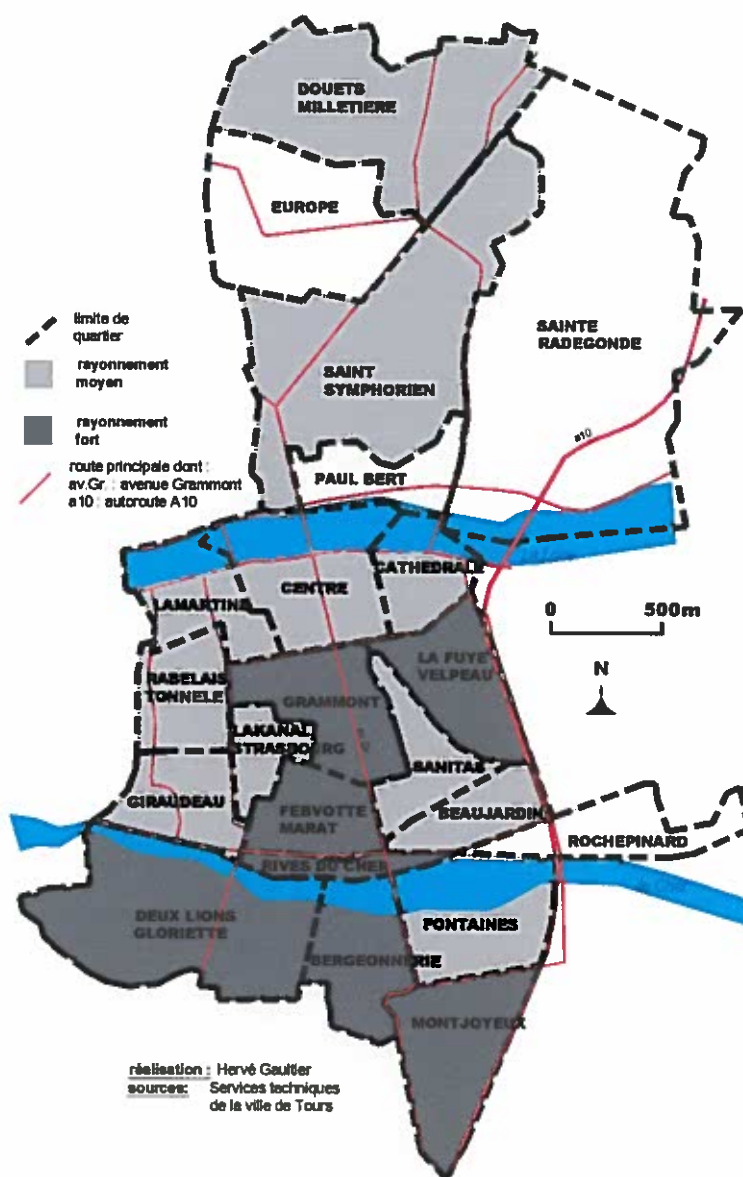 DOUETS
MILLETIERE
EUROPE
SAINTE
RADEGONDE
limite de
quartier
rayonnement
moyen
rayonnement
fort
route principale dont :
av.Gr. : avenue Grammont
a10 : autoroute A10
SAINT
SYMPHORIEN
a10
PAUL BERT
CATHEDRALE
CENTRE
LAMARTINE
0 500m
N
LA FUYE
VELPEAU
RABELAIS
TONNELE
GRAMMONT
LAKANAL
STRASBOURG
SANITAS
GIRAUDEAU
FEBVOTTE
MARAT
BEAUJARDIN
ROCHEPINARD
RIVES DU CHER
DEUX LIONS
GLORIETTE
FONTAINES
BERGEONNERIE
MONTJOYEUX
réalisation : Hervé Gaultier
sources: Services techniques
de la ville de Tours